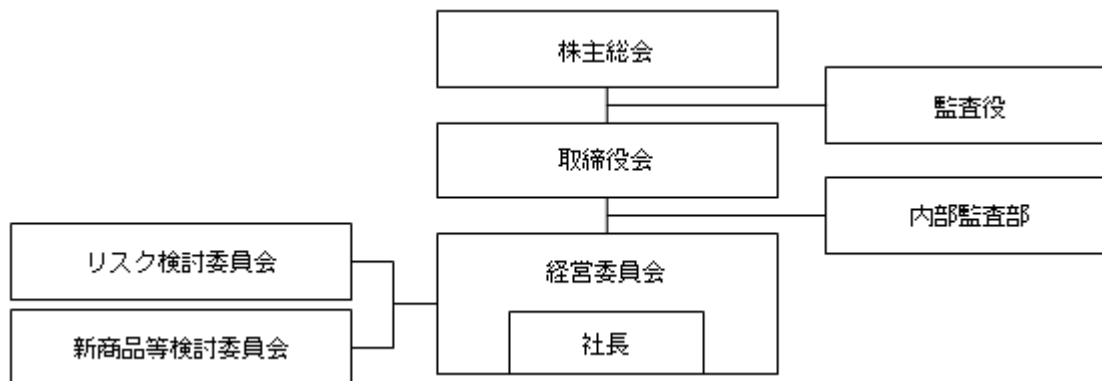 株主総会
監査役
取締役会
内部監査部
リスク検討委員会
経営委員会
新商品等検討委員会
社長